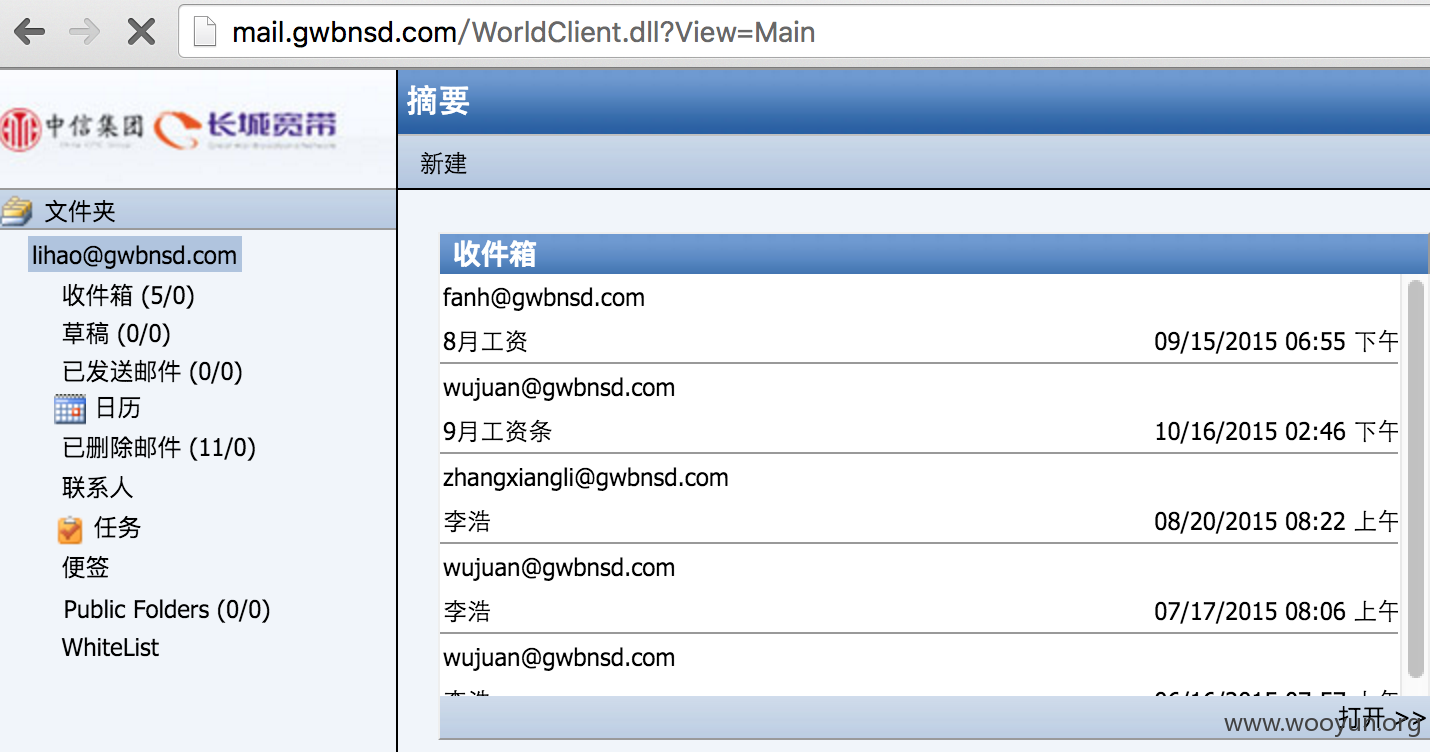 mail.gwbnsd.com/WorldClient.dll?View=Main
中信集团 长城宽带
摘要
新建
文件夹
lihao@gwbnsd.com
收件箱 (5/0)
草稿 (0/0)
已发送邮件 (0/0)
日历
已删除邮件 (11/0)
联系人
任务
便签
Public Folders (0/0)
WhiteList
收件箱
fanh@gwbnsd.com
8月工资 09/15/2015 06:55 下午
wujuan@gwbnsd.com
9月工资条 10/16/2015 02:46 下午
zhangxiangli@gwbnsd.com
李浩 08/20/2015 08:22 上午
wujuan@gwbnsd.com
李浩 07/17/2015 08:06 上午
wujuan@gwbnsd.com
打开 >>
www.wooyun.org